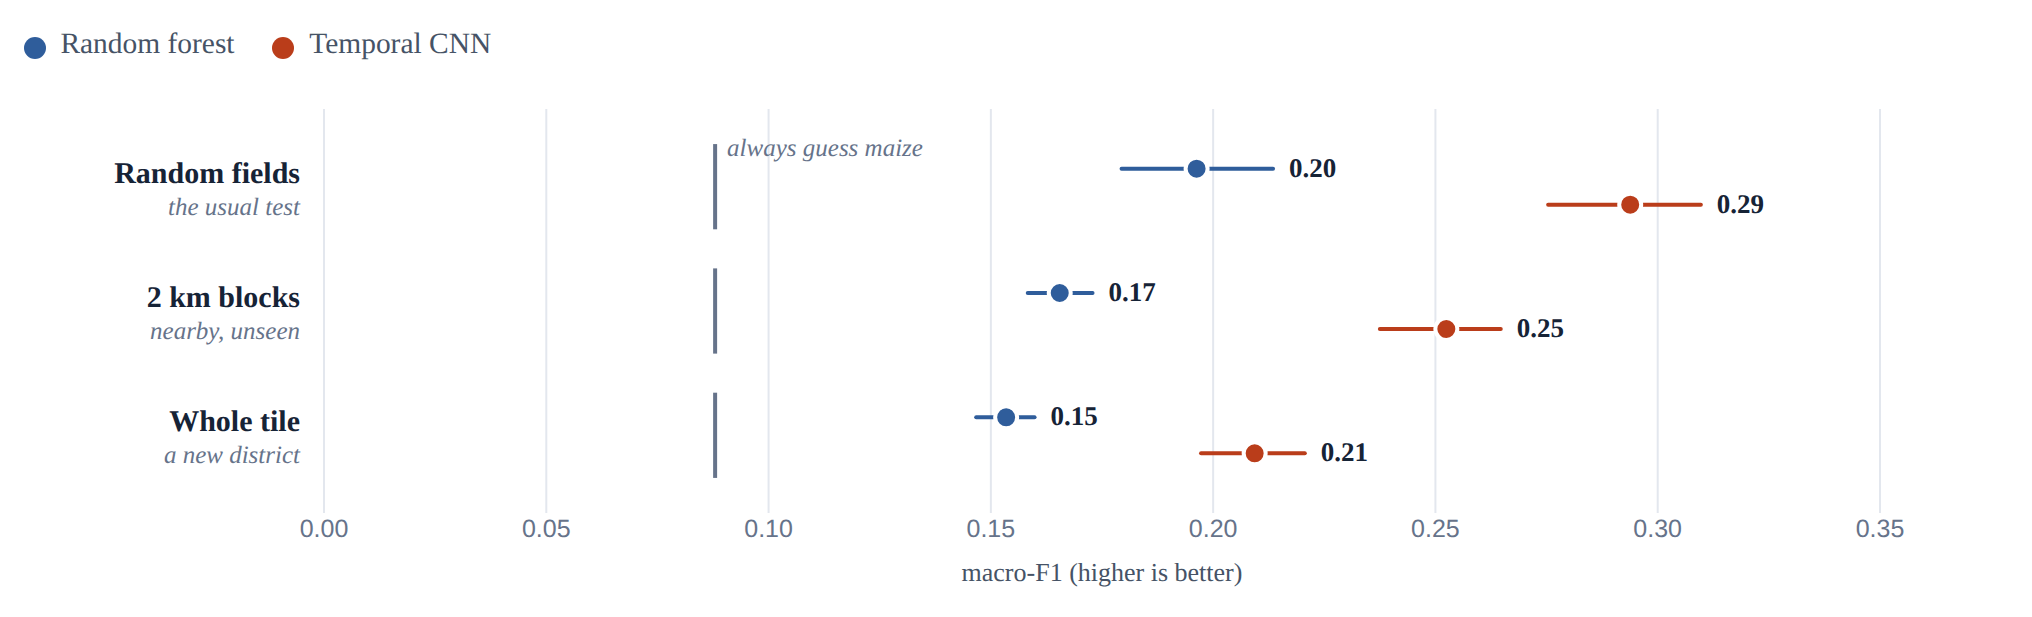 Random forest Temporal CNN
always guess maize
Random fields 0.20
the usual test 0.29
2 km blocks 0.17
nearby, unseen 0.25
Whole tile 0.15
a new district 0.21
0.00 0.05 0.10 0.15 0.20 0.25 0.30 0.35
macro-F1 (higher is better)